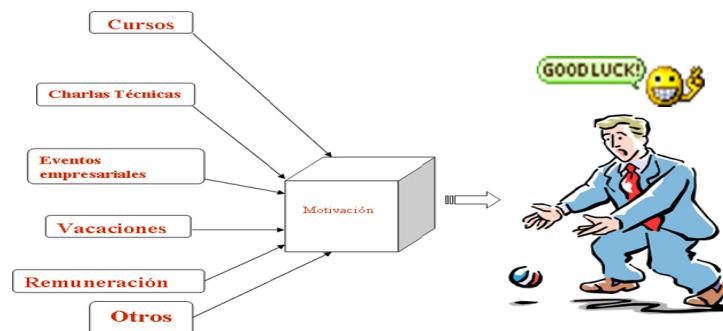 Cursos
Charlas Técnicas
Eventos
empresariales
Vacaciones
Remuneración
Otros
Motivación
GOOD LUCK!